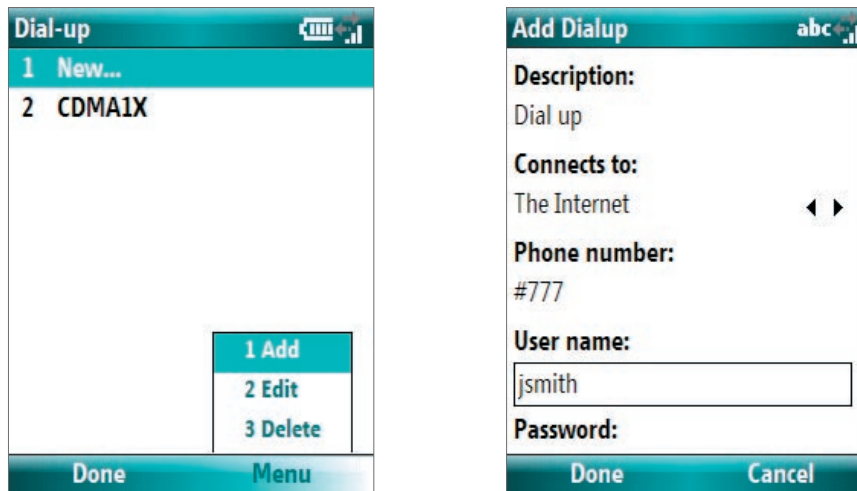 Dial-up
1 New...
2 CDMA1X
1 Add
2 Edit
3 Delete
Done Menu
Add Dialup abc
Description:
Dial up
Connects to:
The Internet
Phone number:
#777
User name:
jsmith
Password:
Done Cancel